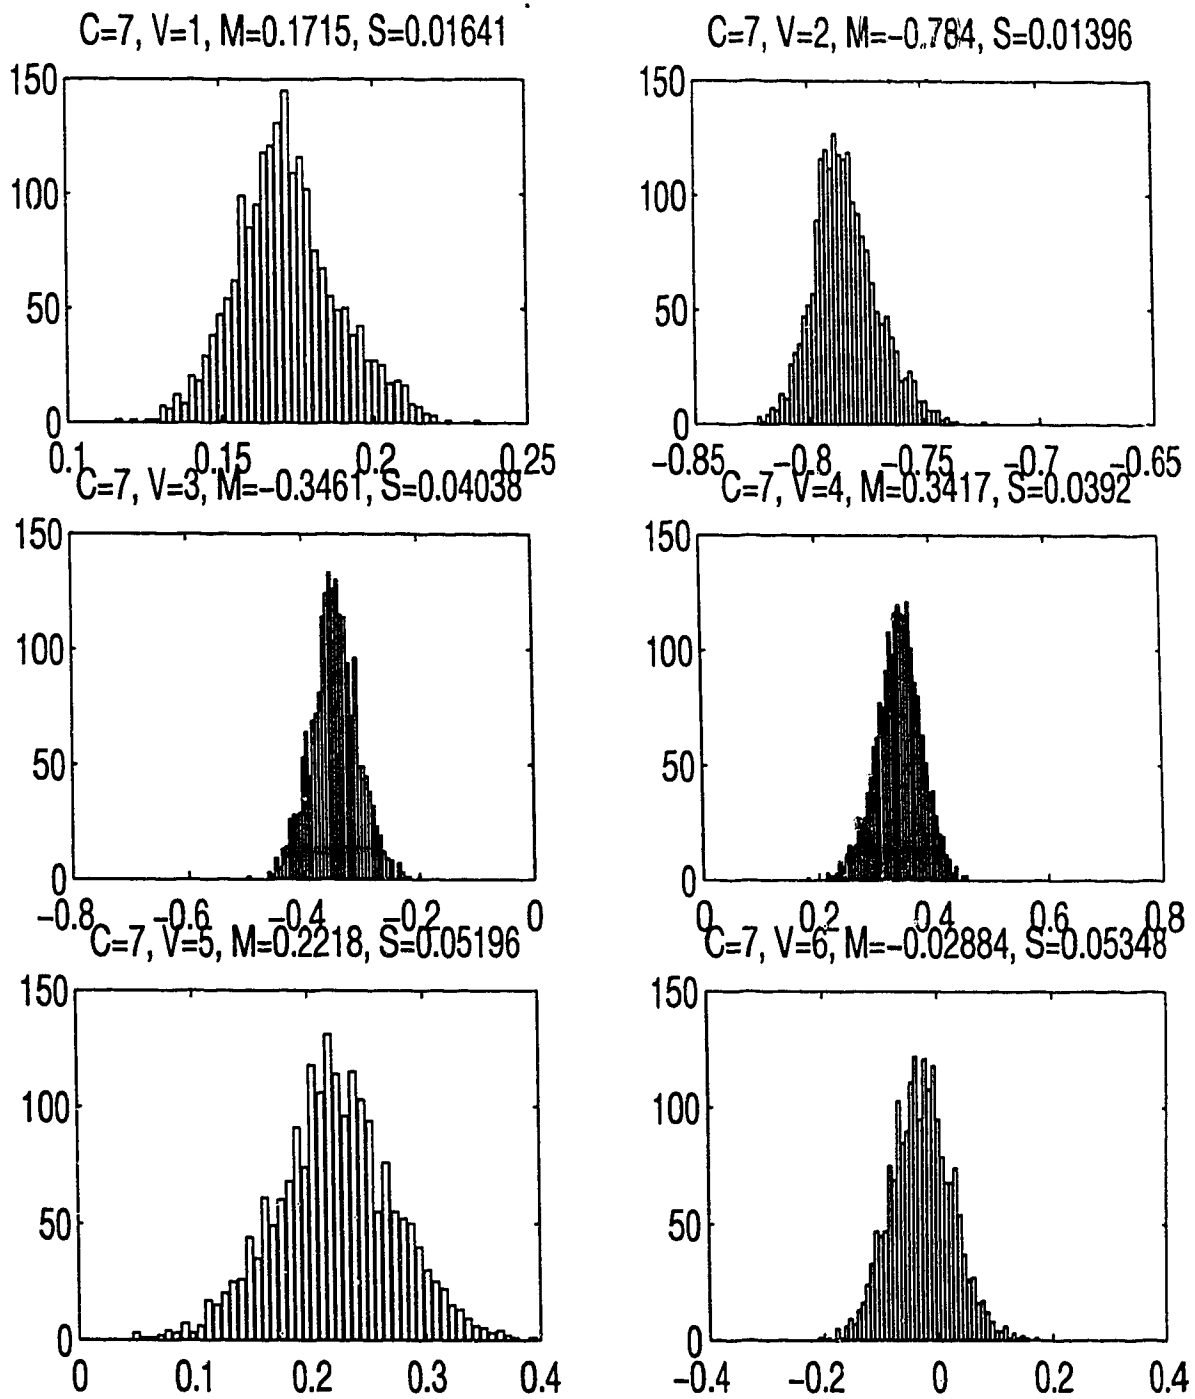 C=7, V=1, M=0.1715, S=0.01641
150
100
50
0
0.1 0.15 0.2 0.25
C=7, V=2, M=-0.784, S=0.01396
150
100
50
0
-0.85 -0.8 -0.75 -0.7 -0.65
C=7, V=3, M=-0.3461, S=0.04038
150
100
50
0
-0.8 -0.6 -0.4 -0.2 0
C=7, V=4, M=0.3417, S=0.0392
150
100
50
0
0 0.2 0.4 0.6 0.8
C=7, V=5, M=0.2218, S=0.05196
150
100
50
0
0 0.1 0.2 0.3 0.4
C=7, V=6, M=-0.02884, S=0.05348
150
100
50
0
-0.4 -0.2 0 0.2 0.4